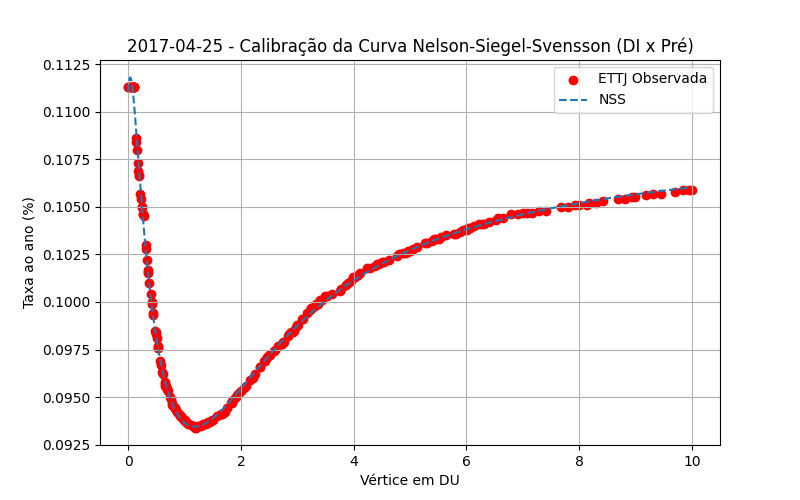 2017-04-25 - Calibração da Curva Nelson-Siegel-Svensson (DI x Pré)
0.1125
0.1100
0.1075
0.1050
0.1025
0.1000
0.0975
0.0950
0.0925
Taxa ao ano (%)
ETTJ Observada
NSS
0 2 4 6 8 10
Vértice em DU